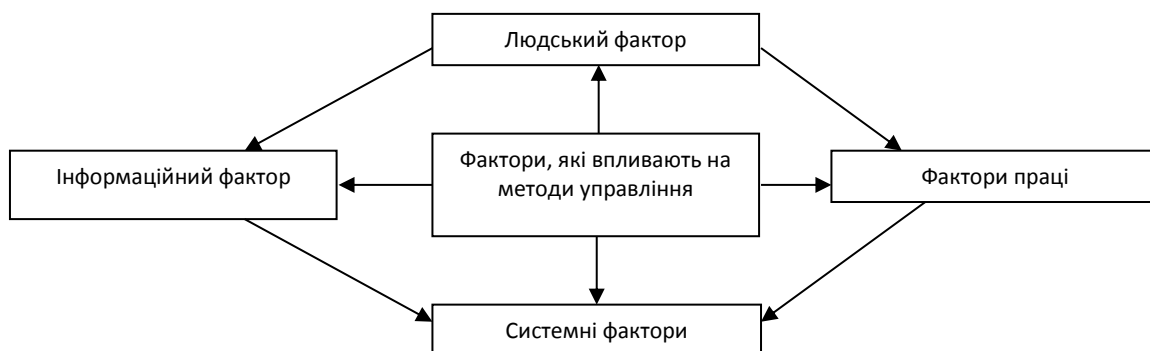 Людський фактор
Інформаційний фактор
Фактори, які впливають на
методи управління
Фактори праці
Системні фактори